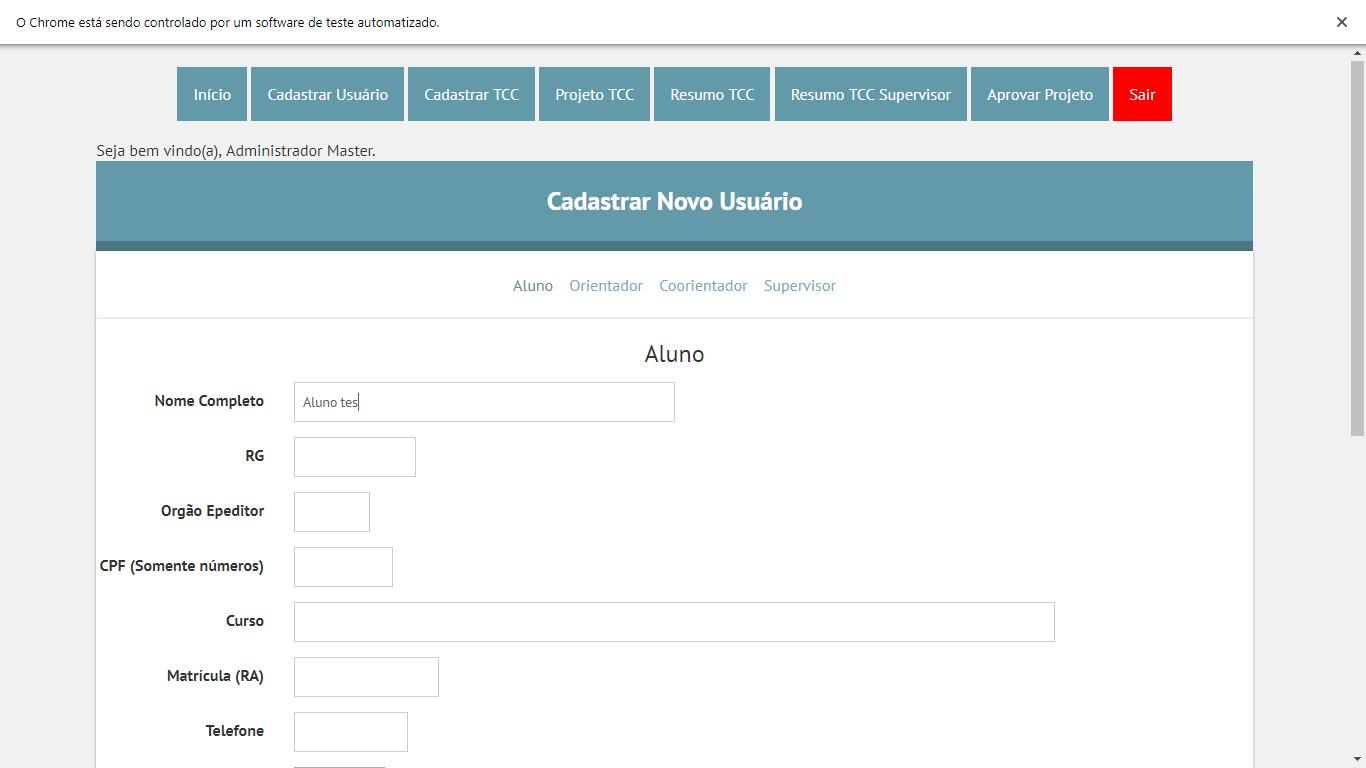 O Chrome está sendo controlado por um software de teste automatizado.
Início Cadastrar Usuário Cadastrar TCC Projeto TCC Resumo TCC Resumo TCC Supervisor Aprovar Projeto Sair
Seja bem vindo(a), Administrador Master.
Cadastrar Novo Usuário
Aluno Orientador Coorientador Supervisor
Aluno
Nome Completo Aluno tes
RG
Orgão Epeditor
CPF (Somente números)
Curso
Matrícula (RA)
Telefone